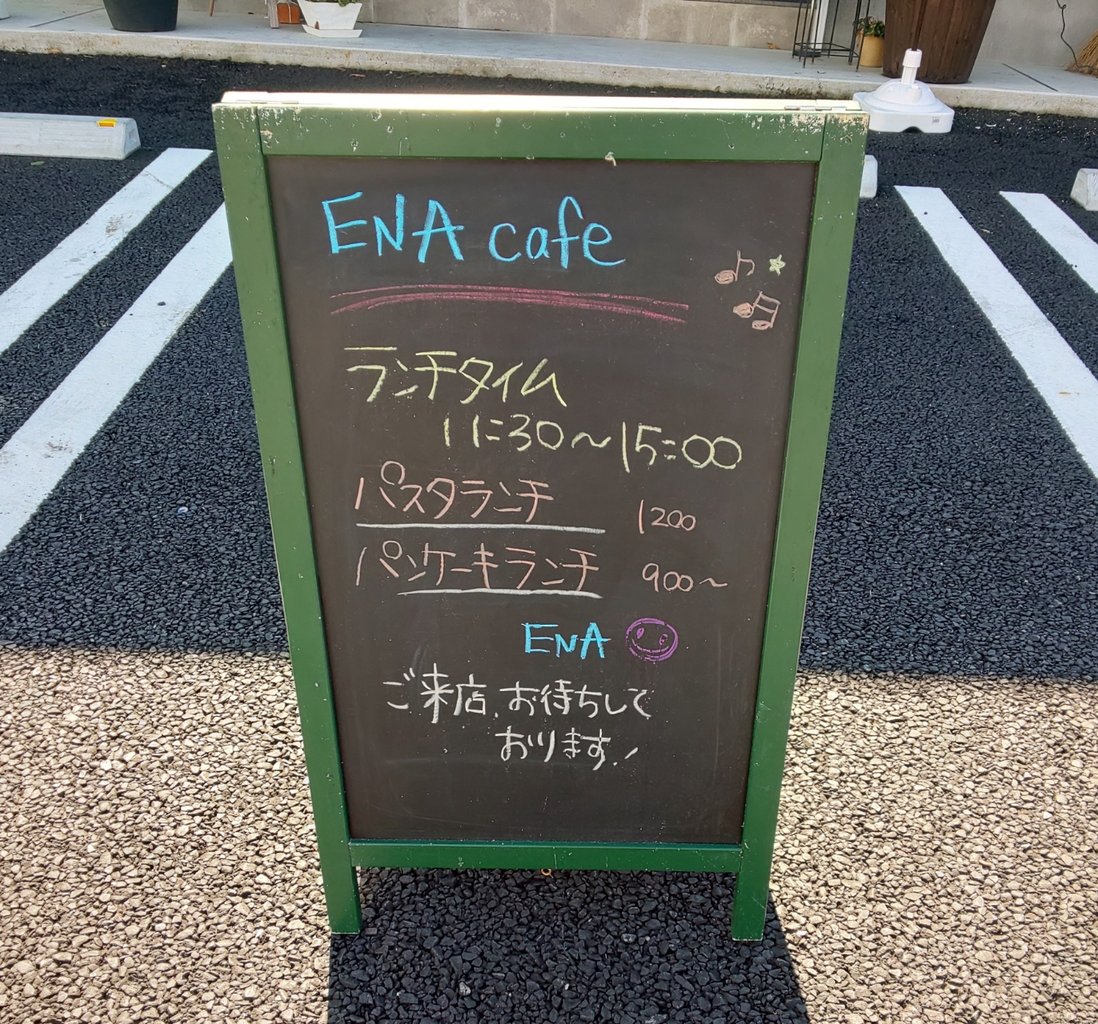 ENA cafe
ランチタイム
11:30〜15:00
パスタランチ 1200
パンケーキランチ 900〜
ENA
ご来店、お待ちして
おります!